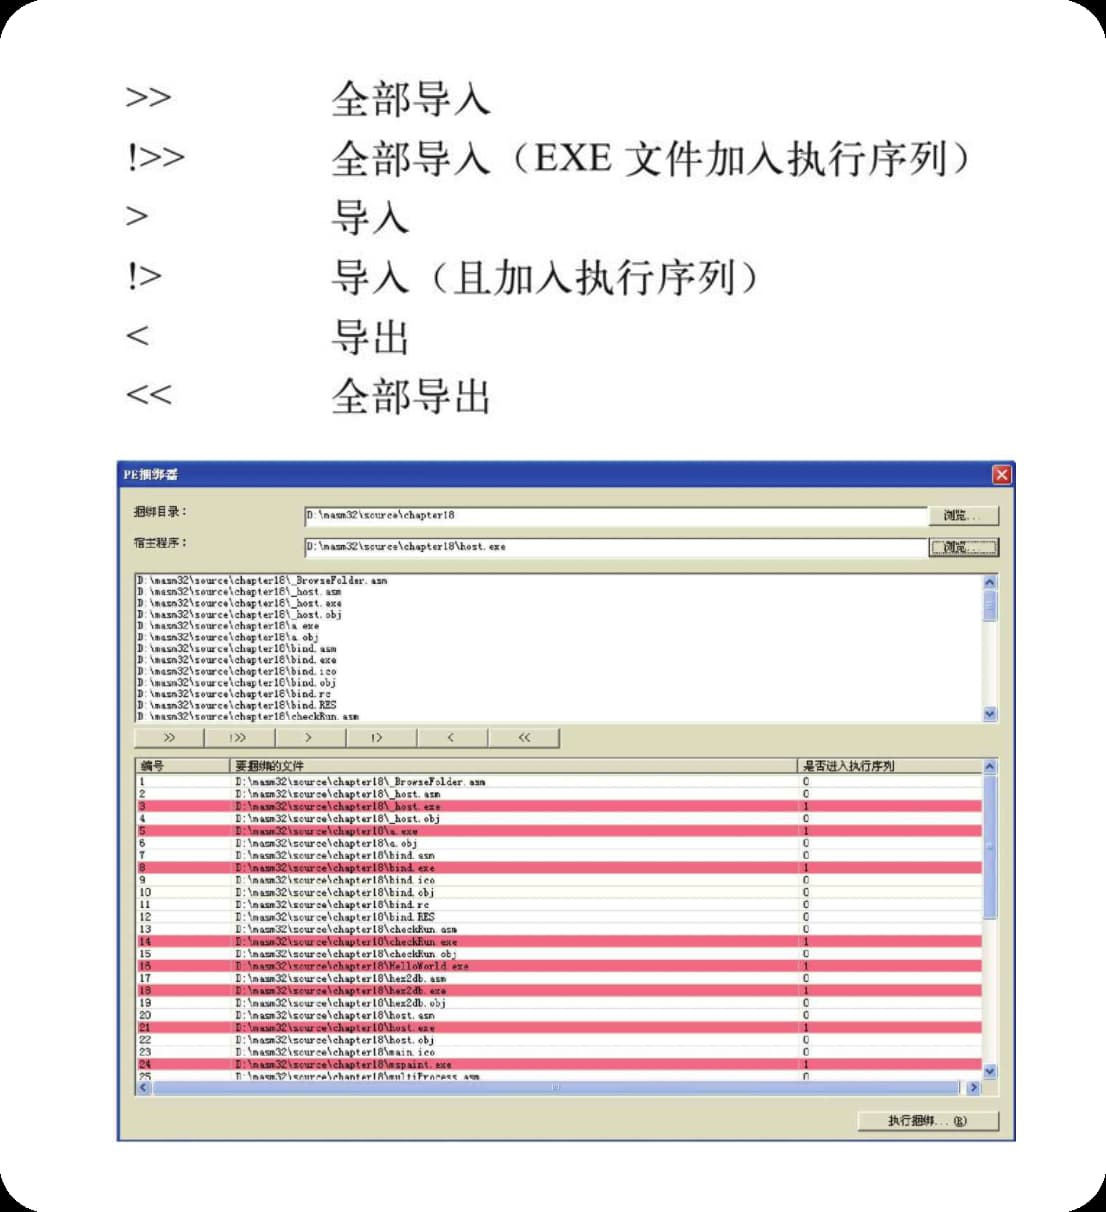 >> 全部导入
!>> 全部导入（EXE 文件加入执行序列）
> 导入
!> 导入（且加入执行序列）
< 导出
<< 全部导出
PE捆绑器
捆绑目录： D:\masm32\source\chapter18 浏览...
宿主程序： D:\masm32\source\chapter18\host.exe 浏览...
D:\masm32\source\chapter18\_BrowseFolder.asm
D:\masm32\source\chapter18\_host.asm
D:\masm32\source\chapter18\_host.exe
D:\masm32\source\chapter18\_host.obj
D:\masm32\source\chapter18\a.exe
D:\masm32\source\chapter18\a.obj
D:\masm32\source\chapter18\bind.asm
D:\masm32\source\chapter18\bind.exe
D:\masm32\source\chapter18\bind.ico
D:\masm32\source\chapter18\bind.obj
D:\masm32\source\chapter18\bind.rc
D:\masm32\source\chapter18\bind.RES
D:\masm32\source\chapter18\checkRun.asm
>> !>> > !> < <<
编号 要捆绑的文件 是否进入执行序列
1 D:\masm32\source\chapter18\_BrowseFolder.asm 0
2 D:\masm32\source\chapter18\_host.asm 0
3 D:\masm32\source\chapter18\_host.exe 1
4 D:\masm32\source\chapter18\_host.obj 0
5 D:\masm32\source\chapter18\a.exe 1
6 D:\masm32\source\chapter18\a.obj 0
7 D:\masm32\source\chapter18\bind.asm 0
8 D:\masm32\source\chapter18\bind.exe 1
9 D:\masm32\source\chapter18\bind.ico 0
10 D:\masm32\source\chapter18\bind.obj 0
11 D:\masm32\source\chapter18\bind.rc 0
12 D:\masm32\source\chapter18\bind.RES 0
13 D:\masm32\source\chapter18\checkRun.asm 0
14 D:\masm32\source\chapter18\checkRun.exe 1
15 D:\masm32\source\chapter18\checkRun.obj 0
16 D:\masm32\source\chapter18\HelloWorld.exe 1
17 D:\masm32\source\chapter18\hex2db.asm 0
18 D:\masm32\source\chapter18\hex2db.exe 1
19 D:\masm32\source\chapter18\hex2db.obj 0
20 D:\masm32\source\chapter18\host.asm 0
21 D:\masm32\source\chapter18\host.exe 1
22 D:\masm32\source\chapter18\host.obj 0
23 D:\masm32\source\chapter18\main.ico 0
24 D:\masm32\source\chapter18\mspaint.exe 1
25 D:\masm32\source\chapter18\multiProcess.asm 0
执行捆绑...(R)